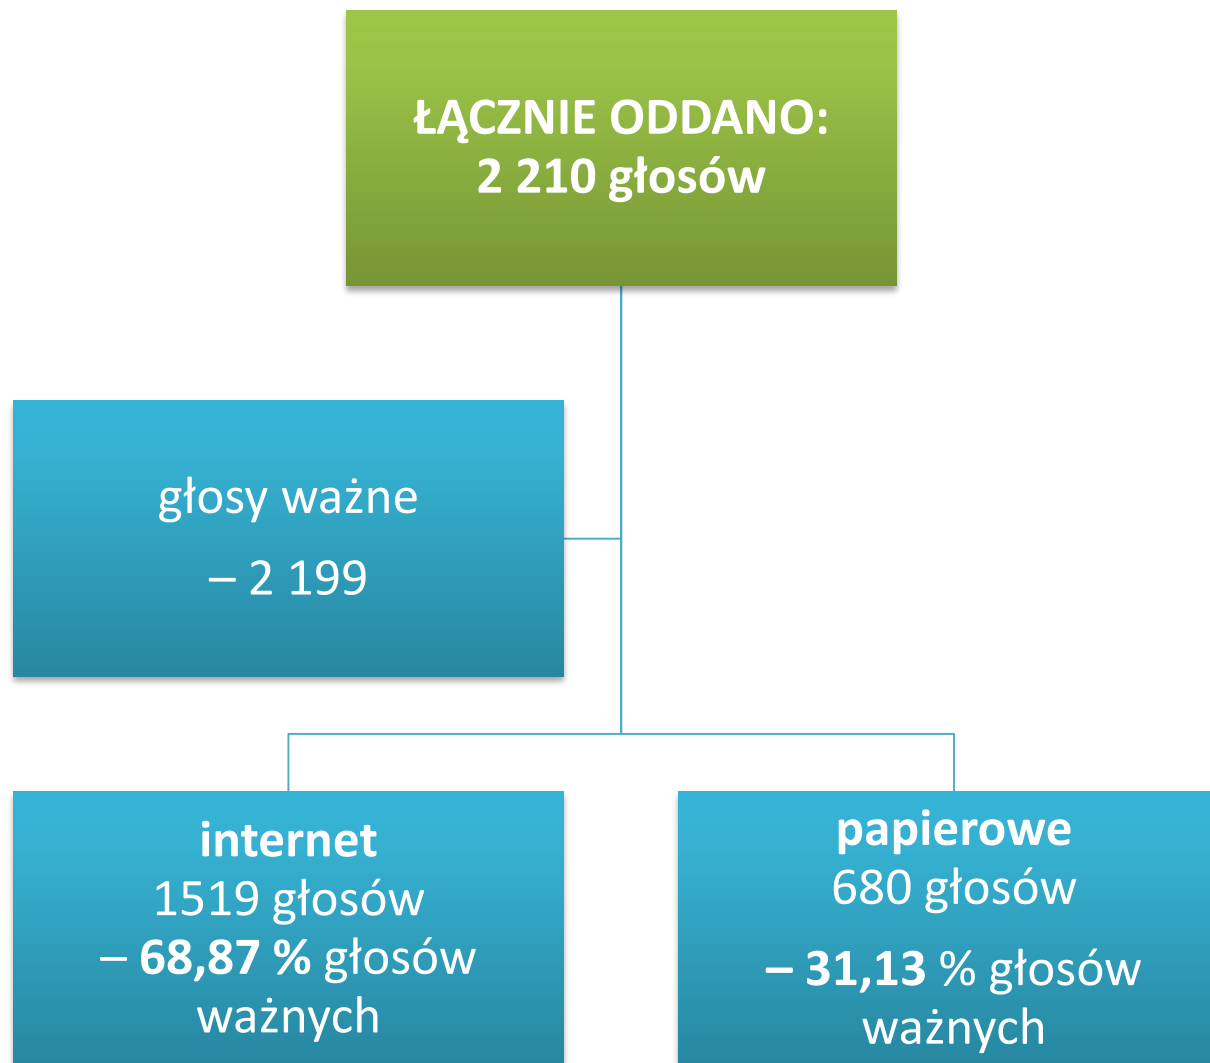 ŁĄCZNIE ODDANO:
2 210 głosów
głosy ważne
– 2 199
internet
1519 głosów
– 68,87 % głosów
ważnych
papierowe
680 głosów
– 31,13 % głosów
ważnych